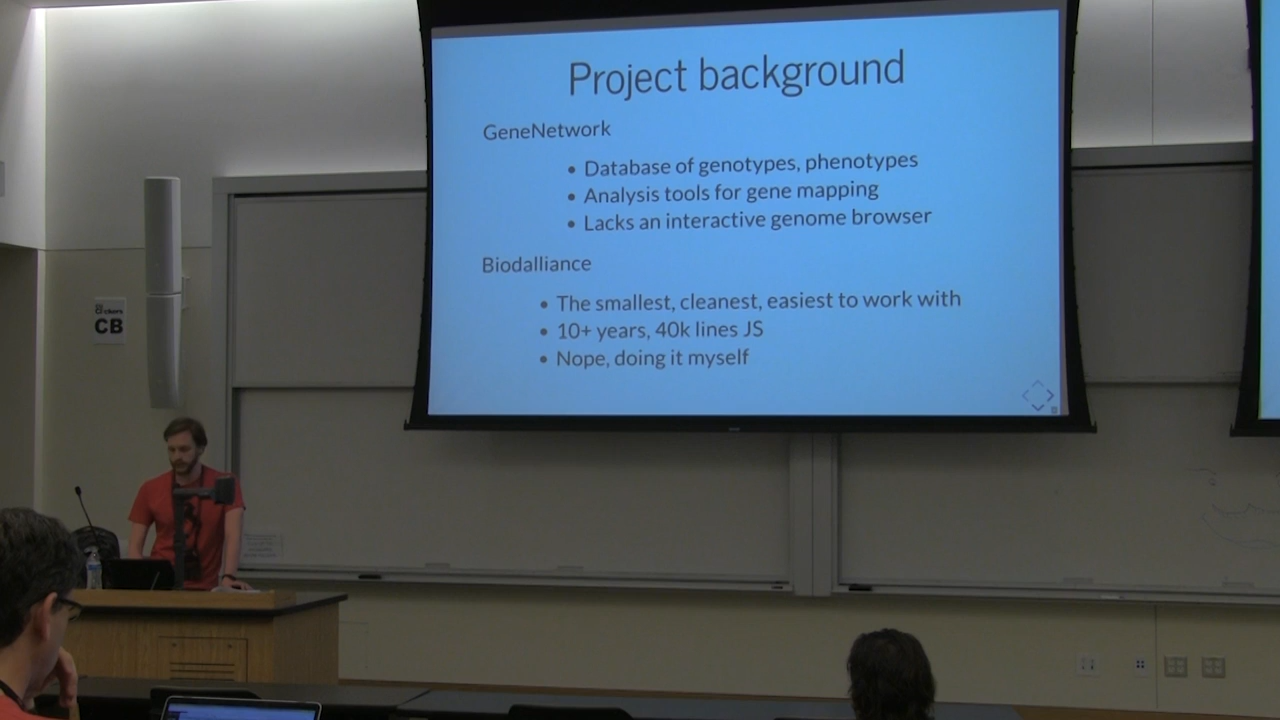 Project background
GeneNetwork
• Database of genotypes, phenotypes
• Analysis tools for gene mapping
• Lacks an interactive genome browser
Biodalliance
• The smallest, cleanest, easiest to work with
• 10+ years, 40k lines JS
• Nope, doing it myself
CB